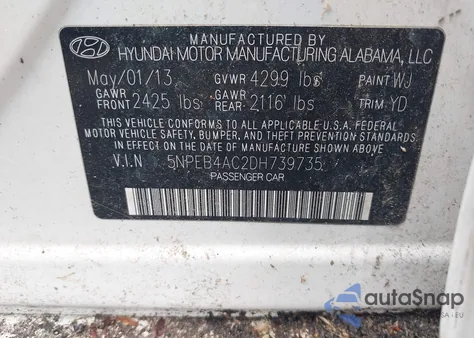 MANUFACTURED BY
HYUNDAI MOTOR MANUFACTURING ALABAMA, LLC
May/01/13 GVWR 4299 lbs PAINT WJ
GAWR FRONT 2425 lbs GAWR REAR 2116 lbs TRIM YD
THIS VEHICLE CONFORMS TO ALL APPLICABLE U.S.A. FEDERAL
MOTOR VEHICLE SAFETY, BUMPER, AND THEFT PREVENTION STANDARDS
IN EFFECT ON THE DATE OF MANUFACTURE SHOWN ABOVE.
V.I.N 5NPEB4AC2DH739735
PASSENGER CAR
autoSnap